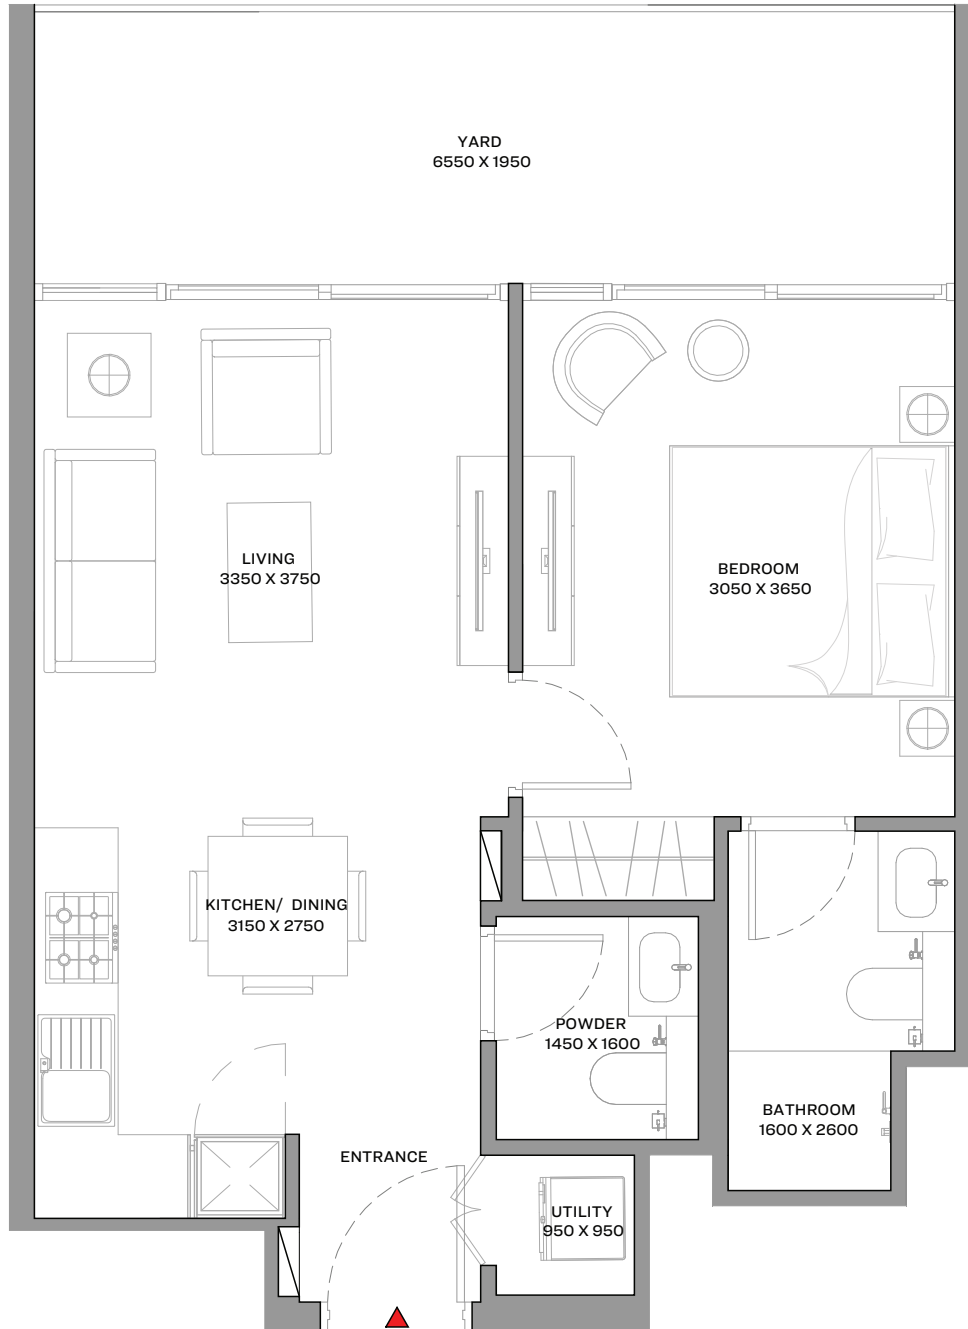 YARD
6550 X 1950
LIVING
3350 X 3750
BEDROOM
3050 X 3650
KITCHEN/ DINING
3150 X 2750
POWDER
1450 X 1600
BATHROOM
1600 X 2600
ENTRANCE
UTILITY
950 X 950